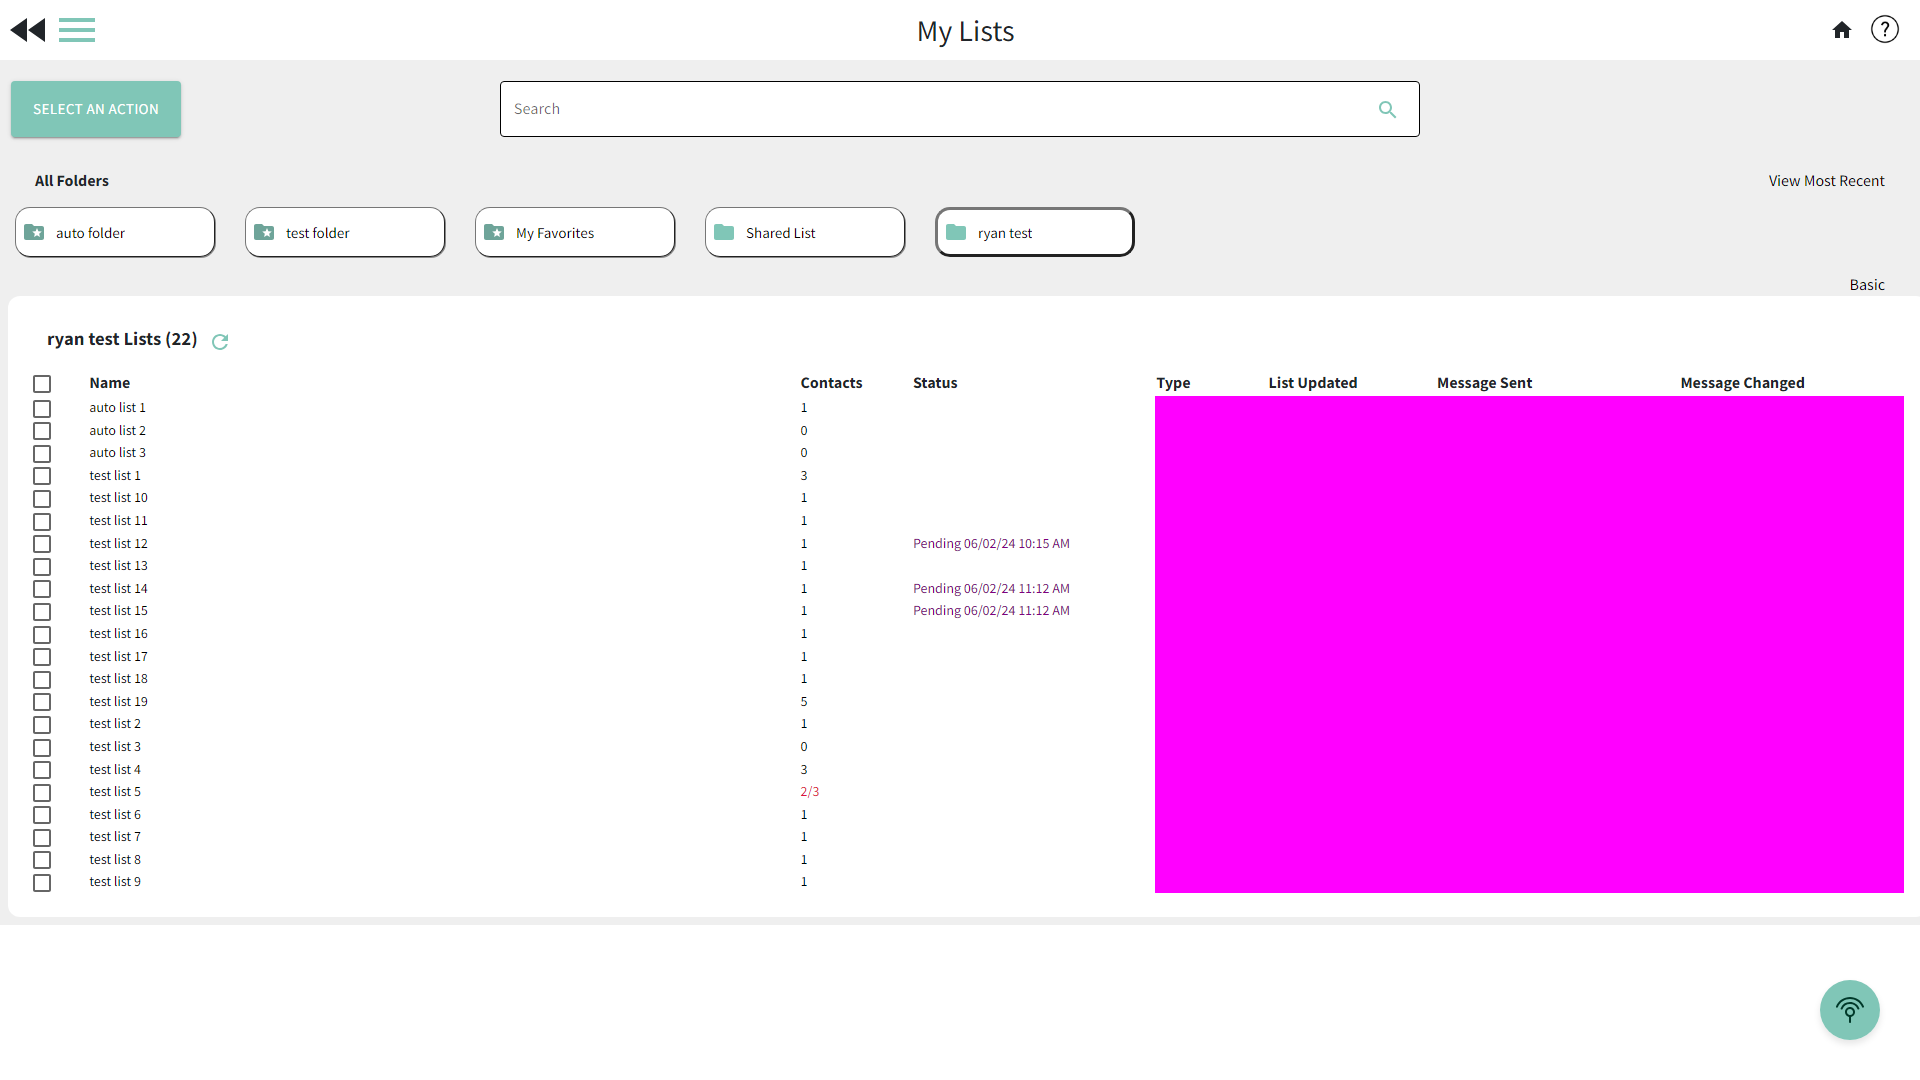 My Lists
?
SELECT AN ACTION
Search
All Folders
View Most Recent
auto folder
test folder
My Favorites
Shared List
ryan test
Basic
ryan test Lists (22)
Name Contacts Status Type List Updated Message Sent Message Changed
auto list 1 1
auto list 2 0
auto list 3 0
test list 1 3
test list 10 1
test list 11 1
test list 12 1 Pending 06/02/24 10:15 AM
test list 13 1
test list 14 1 Pending 06/02/24 11:12 AM
test list 15 1 Pending 06/02/24 11:12 AM
test list 16 1
test list 17 1
test list 18 1
test list 19 5
test list 2 1
test list 3 0
test list 4 3
test list 5 2/3
test list 6 1
test list 7 1
test list 8 1
test list 9 1